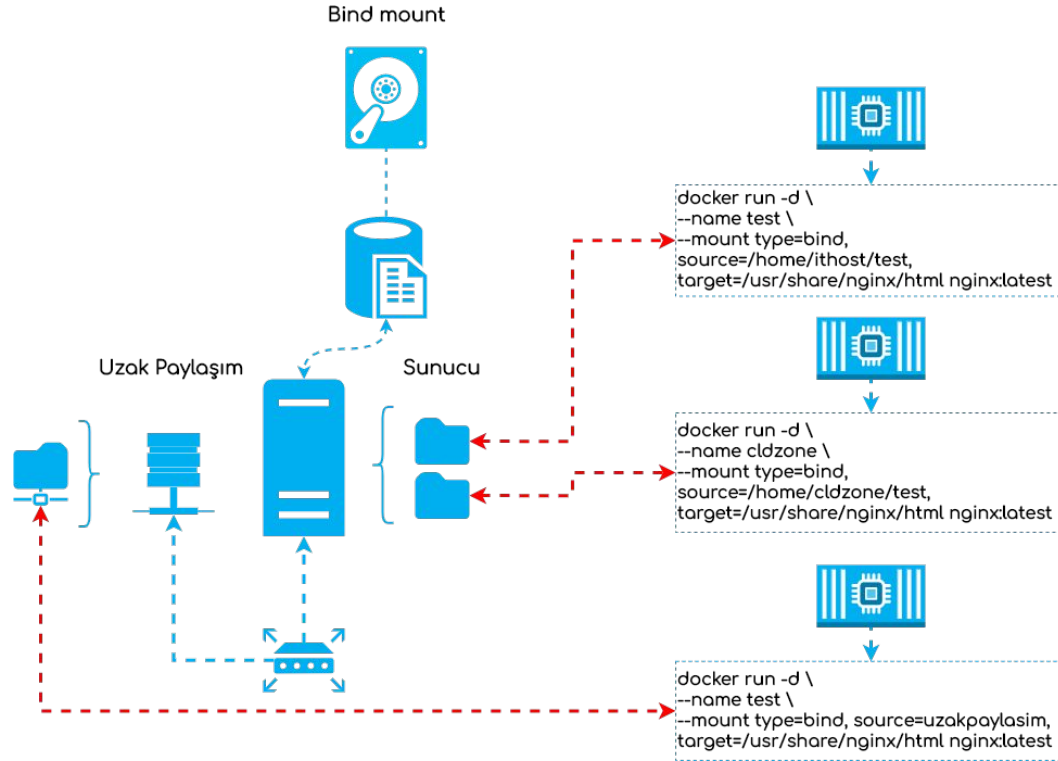 Bind mount
docker run -d \
--name test \
--mount type=bind,
source=/home/ithost/test,
target=/usr/share/nginx/html nginx:latest
Uzak Paylaşım
Sunucu
docker run -d \
--name cldzone \
--mount type=bind,
source=/home/cldzone/test,
target=/usr/share/nginx/html nginx:latest
docker run -d \
--name test \
--mount type=bind, source=uzakpaylasim,
target=/usr/share/nginx/html nginx:latest